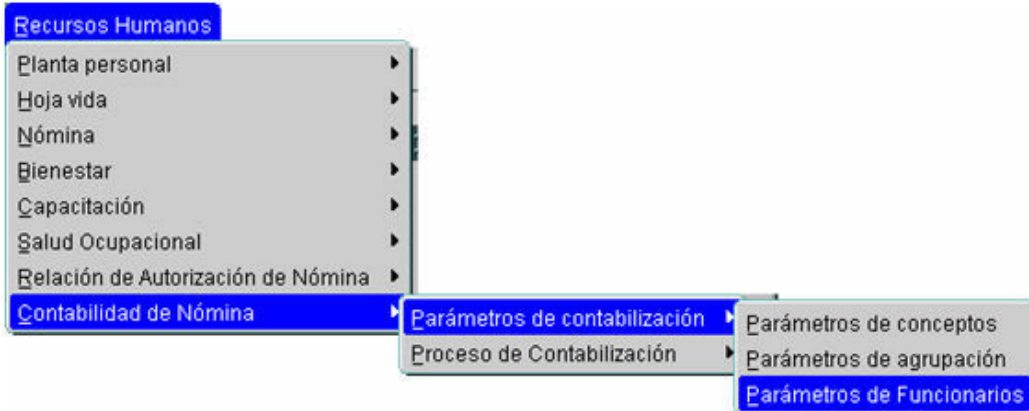 Recursos Humanos
Planta personal
Hoja vida
Nómina
Bienestar
Capacitación
Salud Ocupacional
Relación de Autorización de Nómina
Contabilidad de Nómina
Parámetros de contabilización
Proceso de Contabilización
Parámetros de conceptos
Parámetros de agrupación
Parámetros de Funcionarios